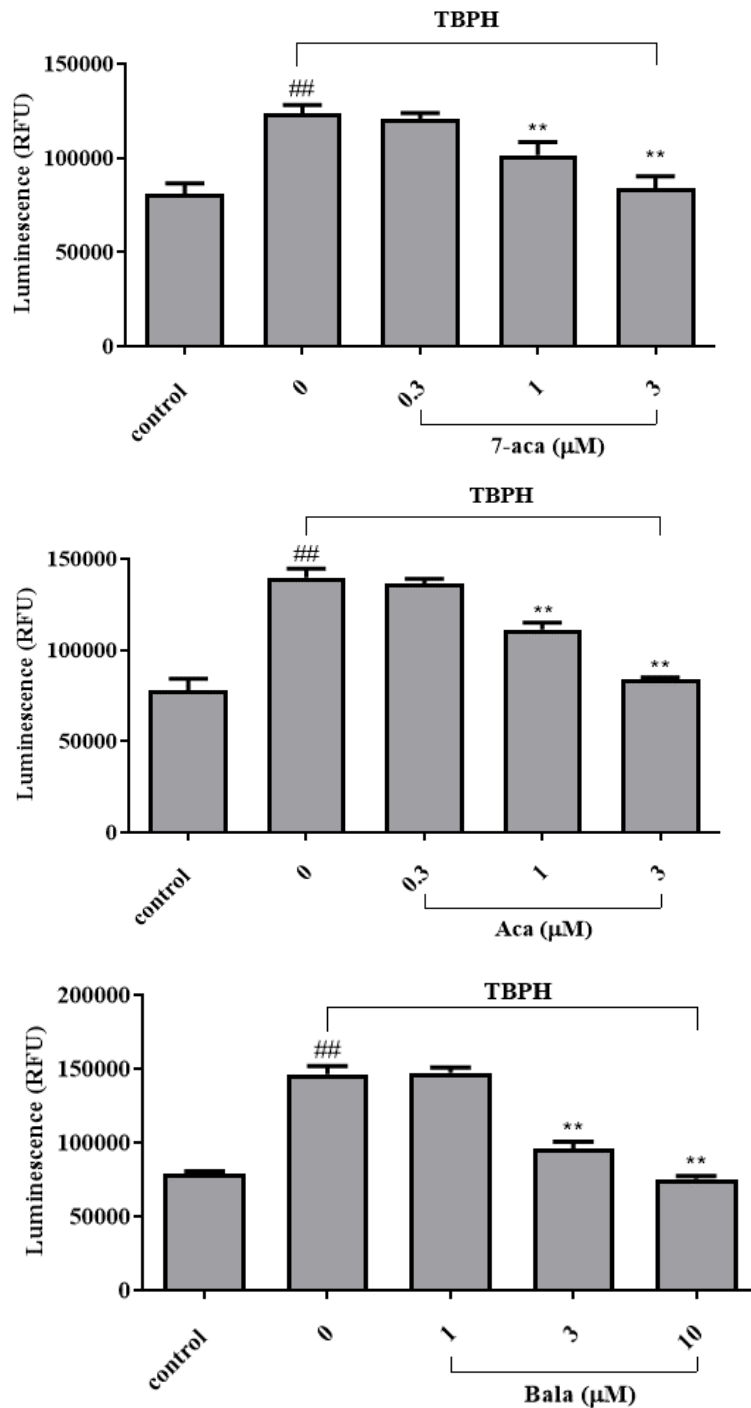 TBPH
Luminescence (RFU)
150000
100000
50000
0
##
**
**
control
0
0.3
1
3
7-aca (μM)
TBPH
Luminescence (RFU)
150000
100000
50000
0
##
**
**
control
0
0.3
1
3
Aca (μM)
TBPH
Luminescence (RFU)
200000
150000
100000
50000
0
##
**
**
control
0
1
3
10
Bala (μM)